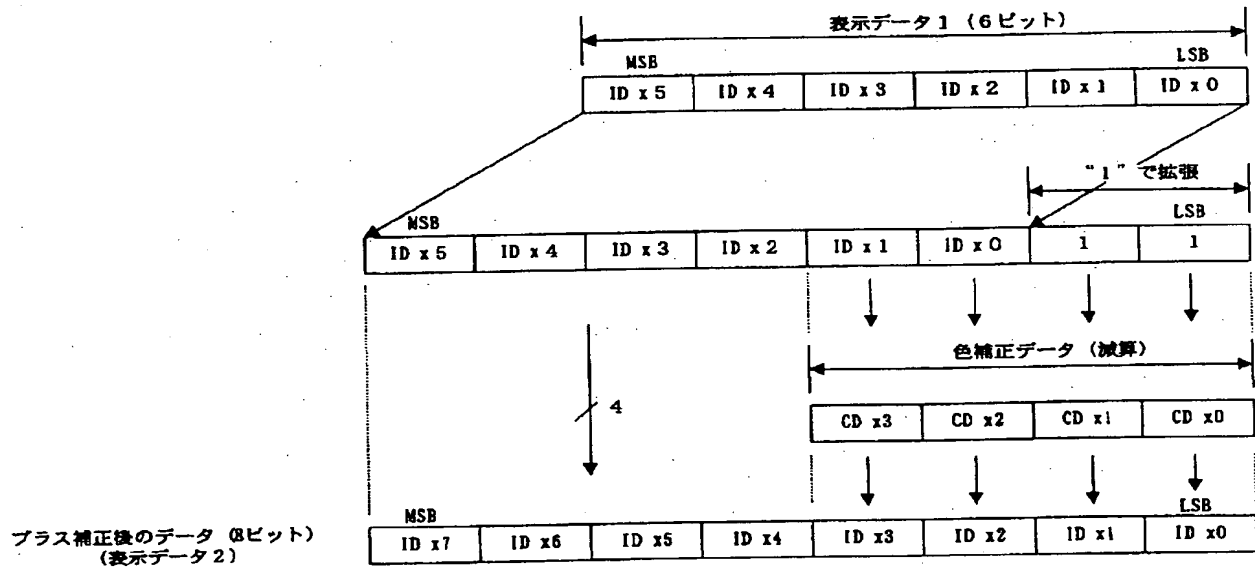 表示データ1(6ビット)
MSB LSB
ID x 5 ID x 4 ID x 3 ID x 2 ID x 1 ID x 0
“1”で拡張
MSB LSB
ID x 5 ID x 4 ID x 3 ID x 2 ID x 1 ID x 0 1 1
色補正データ(減算)
4
CD x3 CD x2 CD x1 CD x0
MSB LSB
プラス補正後のデータ(8ビット)
(表示データ2)
ID x7 ID x6 ID x5 ID x4 ID x3 ID x2 ID x1 ID x0